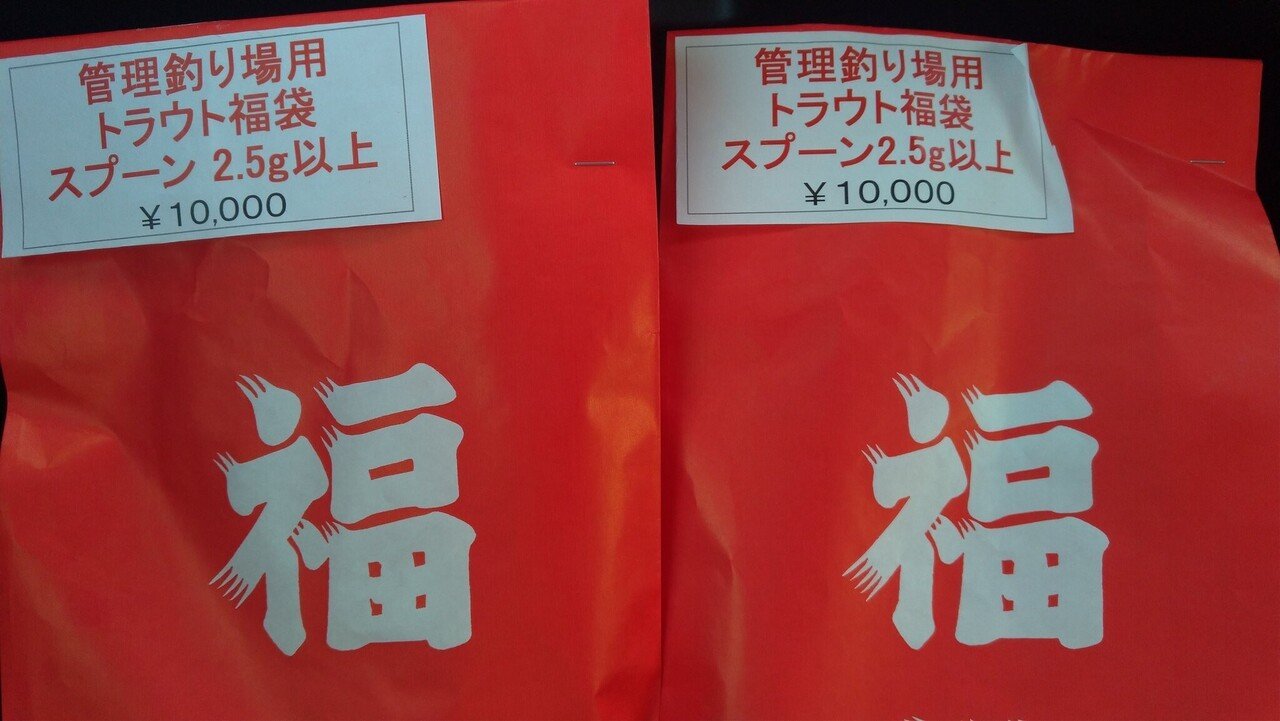 管理釣り場用
トラウト福袋
スプーン 2.5g以上
￥10,000
福
管理釣り場用
トラウト福袋
スプーン2.5g以上
￥10,000
福